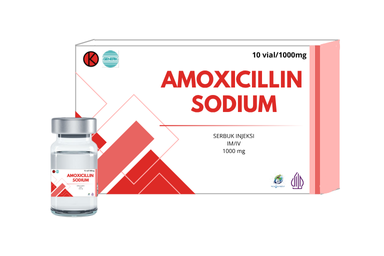 10 vial/1000mg
AMOXICILLIN
SODIUM
SERBUK INJEKSI
IM/IV
1000 mg
K
AMOXICILLIN
SODIUM